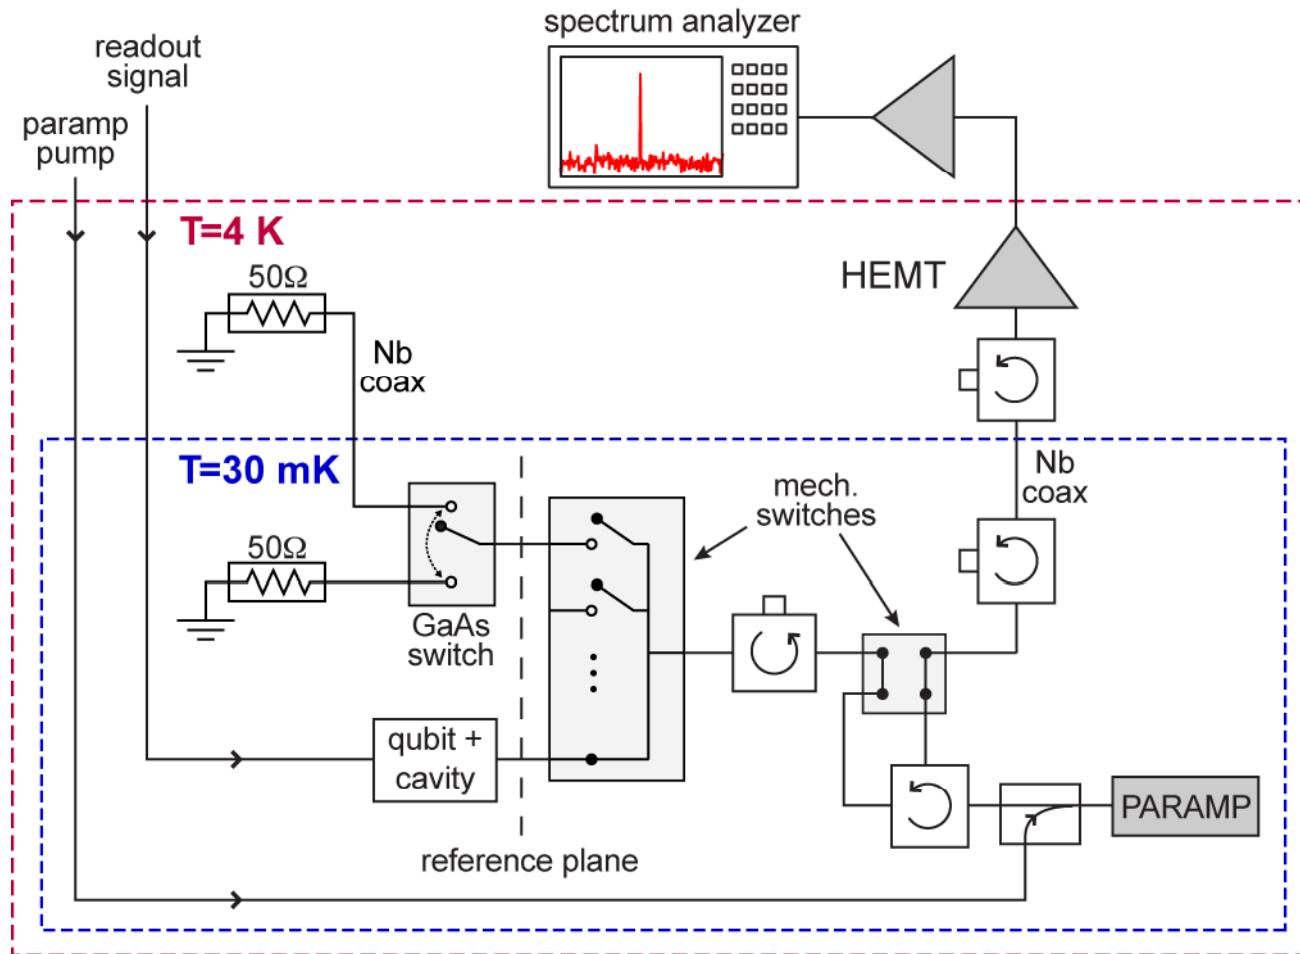 spectrum analyzer
readout
signal
paramp
pump
T=4 K
50Ω
HEMT
Nb
coax
T=30 mK
Nb
coax
mech.
switches
50Ω
GaAs
switch
qubit +
cavity
PARAMP
reference plane